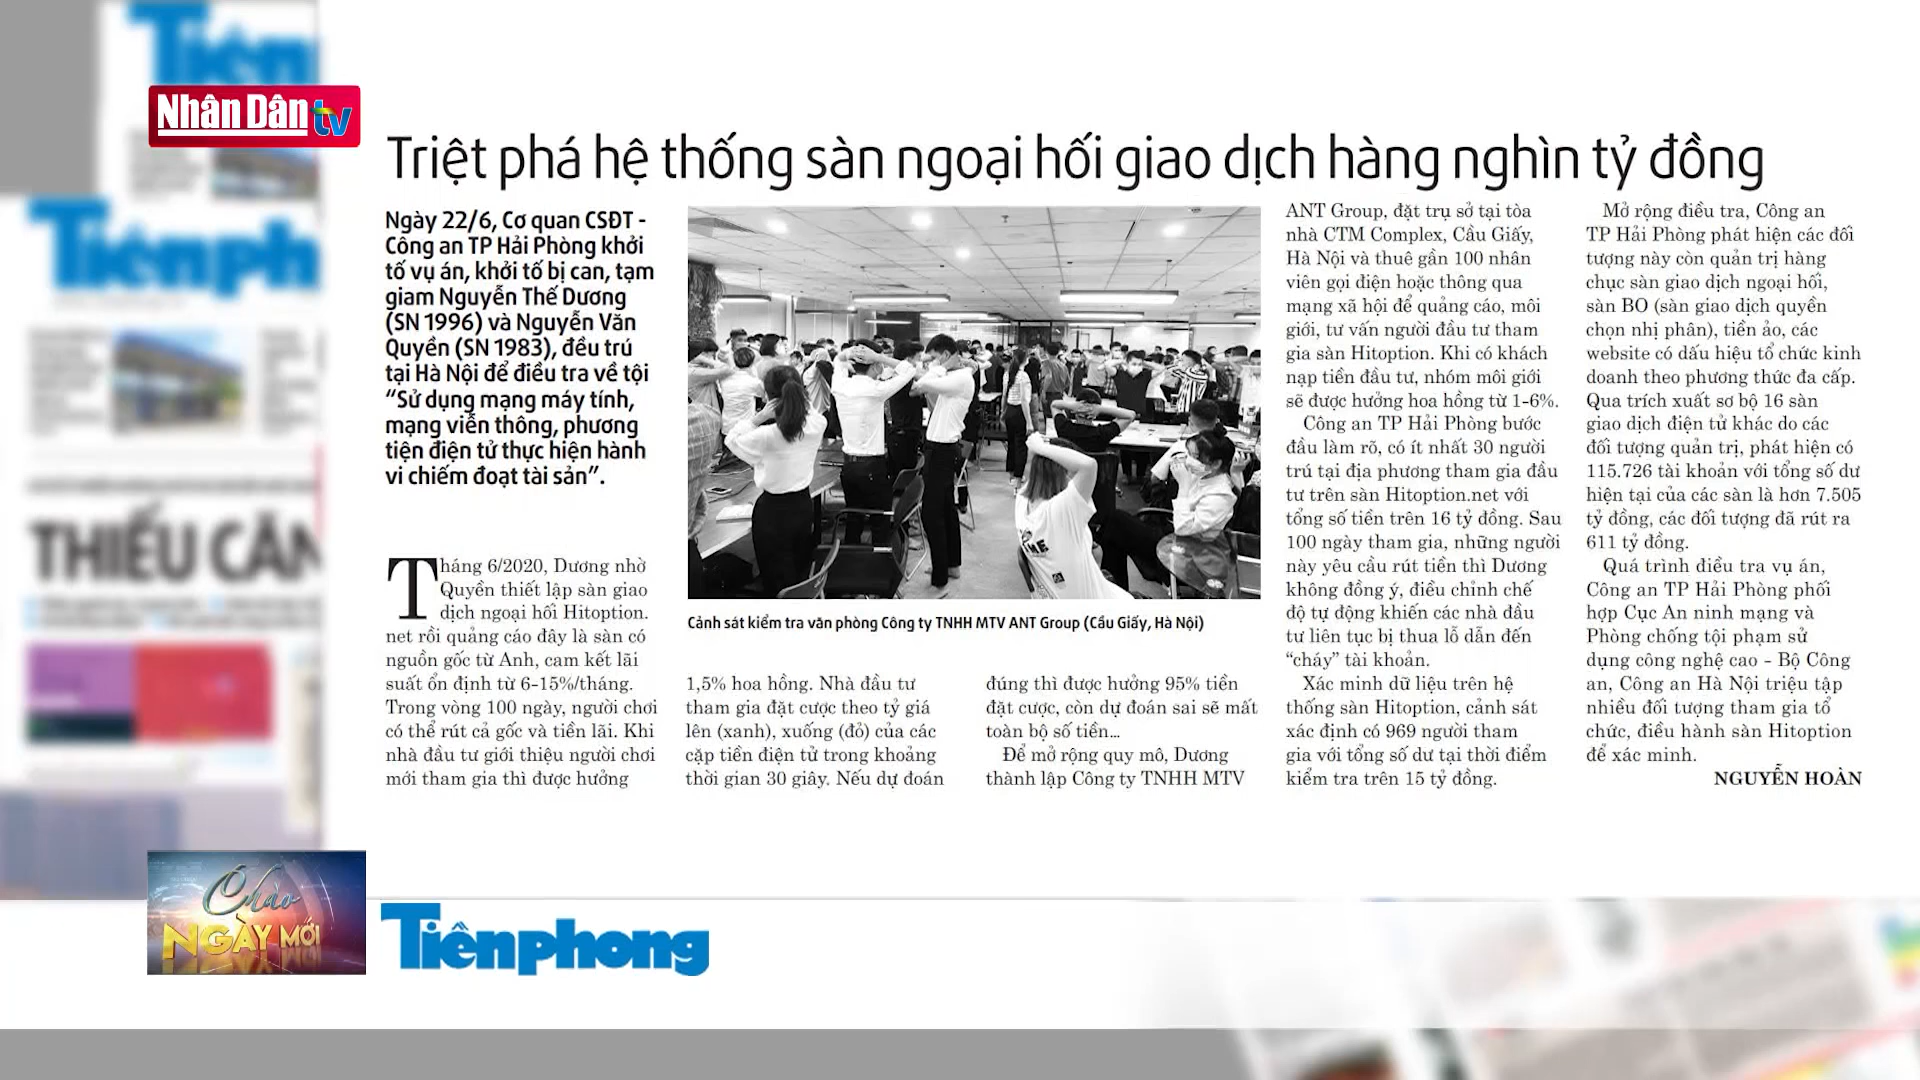 Tiên
Nhân Dân tv
Tiênph
THIẾU CĂN
Triệt phá hệ thống sàn ngoại hối giao dịch hàng nghìn tỷ đồng
Ngày 22/6, Cơ quan CSĐT -
Công an TP Hải Phòng khởi
tố vụ án, khởi tố bị can, tạm
giam Nguyễn Thế Dương
(SN 1996) và Nguyễn Văn
Quyền (SN 1983), đều trú
tại Hà Nội để điều tra về tội
“Sử dụng mạng máy tính,
mạng viễn thông, phương
tiện điện tử thực hiện hành
vi chiếm đoạt tài sản”.
Tháng 6/2020, Dương nhờ
Quyền thiết lập sàn giao
dịch ngoại hối Hitoption.
net rồi quảng cáo đây là sàn có
nguồn gốc từ Anh, cam kết lãi
suất ổn định từ 6-15%/tháng.
Trong vòng 100 ngày, người chơi
có thể rút cả gốc và tiền lãi. Khi
nhà đầu tư giới thiệu người chơi
mới tham gia thì được hưởng
Cảnh sát kiểm tra văn phòng Công ty TNHH MTV ANT Group (Cầu Giấy, Hà Nội)
1,5% hoa hồng. Nhà đầu tư
tham gia đặt cược theo tỷ giá
lên (xanh), xuống (đỏ) của các
cặp tiền điện tử trong khoảng
thời gian 30 giây. Nếu dự đoán
đúng thì được hưởng 95% tiền
đặt cược, còn dự đoán sai sẽ mất
toàn bộ số tiền...
Để mở rộng quy mô, Dương
thành lập Công ty TNHH MTV
ANT Group, đặt trụ sở tại tòa
nhà CTM Complex, Cầu Giấy,
Hà Nội và thuê gần 100 nhân
viên gọi điện hoặc thông qua
mạng xã hội để quảng cáo, môi
giới, tư vấn người đầu tư tham
gia sàn Hitoption. Khi có khách
nạp tiền đầu tư, nhóm môi giới
sẽ được hưởng hoa hồng từ 1-6%.
Công an TP Hải Phòng bước
đầu làm rõ, có ít nhất 30 người
trú tại địa phương tham gia đầu
tư trên sàn Hitoption.net với
tổng số tiền trên 16 tỷ đồng. Sau
100 ngày tham gia, những người
này yêu cầu rút tiền thì Dương
không đồng ý, điều chỉnh chế
độ tự động khiến các nhà đầu
tư liên tục bị thua lỗ dẫn đến
“cháy” tài khoản.
Xác minh dữ liệu trên hệ
thống sàn Hitoption, cảnh sát
xác định có 969 người tham
gia với tổng số dư tại thời điểm
kiểm tra trên 15 tỷ đồng.
Mở rộng điều tra, Công an
TP Hải Phòng phát hiện các đối
tượng này còn quản trị hàng
chục sàn giao dịch ngoại hối,
sàn BO (sàn giao dịch quyền
chọn nhị phân), tiền ảo, các
website có dấu hiệu tổ chức kinh
doanh theo phương thức đa cấp.
Qua trích xuất sơ bộ 16 sàn
giao dịch điện tử khác do các
đối tượng quản trị, phát hiện có
115.726 tài khoản với tổng số dư
hiện tại của các sàn là hơn 7.505
tỷ đồng, các đối tượng đã rút ra
611 tỷ đồng.
Quá trình điều tra vụ án,
Công an TP Hải Phòng phối
hợp Cục An ninh mạng và
Phòng chống tội phạm sử
dụng công nghệ cao - Bộ Công
an, Công an Hà Nội triệu tập
nhiều đối tượng tham gia tổ
chức, điều hành sàn Hitoption
để xác minh.
NGUYỄN HOÀN
Chào
NGÀY MỚI
Tiênphong